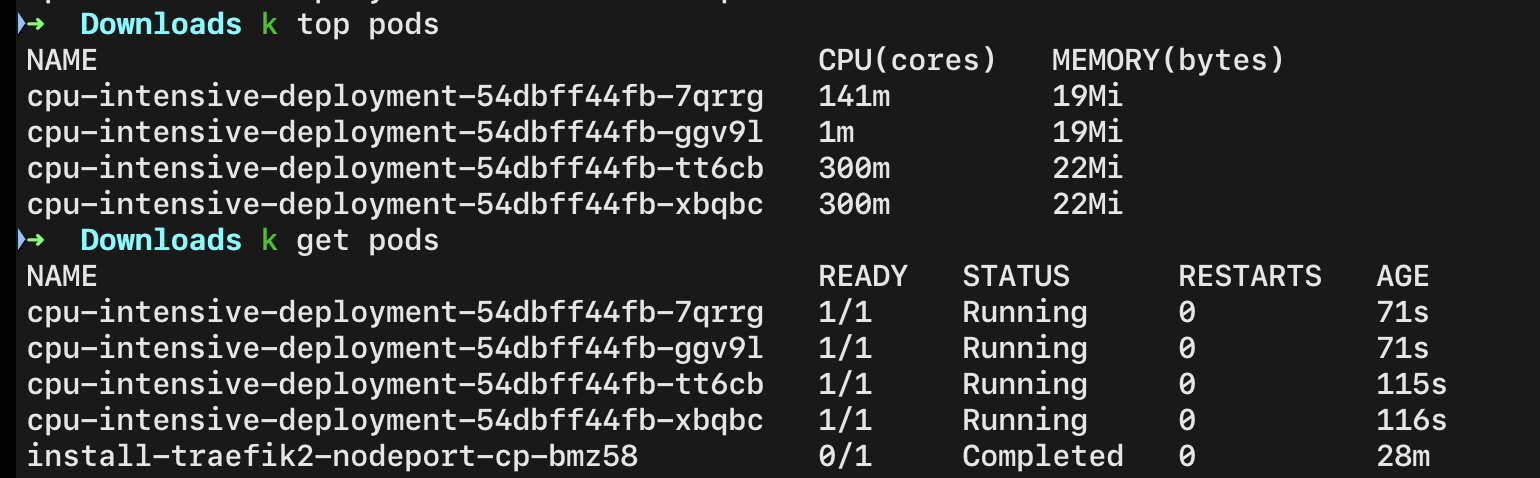 ➜ Downloads k top pods
NAME CPU(cores) MEMORY(bytes)
cpu-intensive-deployment-54dbff44fb-7qrrg 141m 19Mi
cpu-intensive-deployment-54dbff44fb-ggv9l 1m 19Mi
cpu-intensive-deployment-54dbff44fb-tt6cb 300m 22Mi
cpu-intensive-deployment-54dbff44fb-xbqbc 300m 22Mi
➜ Downloads k get pods
NAME READY STATUS RESTARTS AGE
cpu-intensive-deployment-54dbff44fb-7qrrg 1/1 Running 0 71s
cpu-intensive-deployment-54dbff44fb-ggv9l 1/1 Running 0 71s
cpu-intensive-deployment-54dbff44fb-tt6cb 1/1 Running 0 115s
cpu-intensive-deployment-54dbff44fb-xbqbc 1/1 Running 0 116s
install-traefik2-nodeport-cp-bmz58 0/1 Completed 0 28m